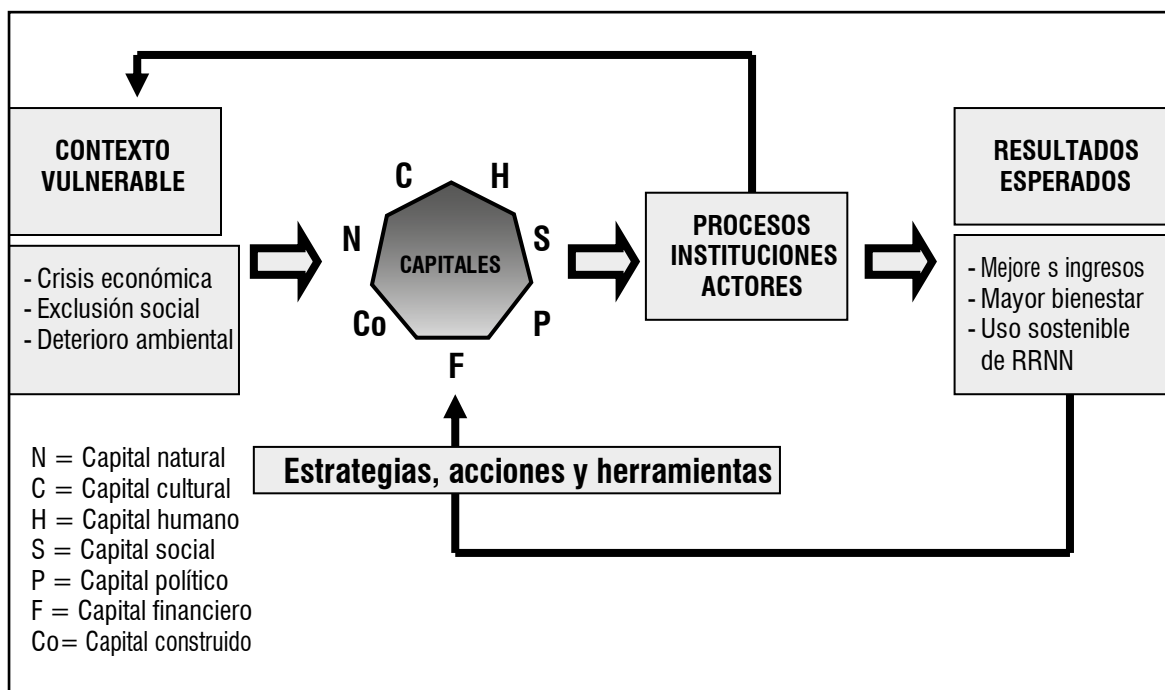 CONTEXTO
VULNERABLE
- Crisis económica
- Exclusión social
- Deterioro ambiental
C
H
N
S
CAPITALES
Co
P
F
PROCESOS
INSTITUCIONES
ACTORES
RESULTADOS
ESPERADOS
- Mejore s ingresos
- Mayor bienestar
- Uso sostenible
de RRNN
Estrategias, acciones y herramientas
N = Capital natural
C = Capital cultural
H = Capital humano
S = Capital social
P = Capital político
F = Capital financiero
Co= Capital construido